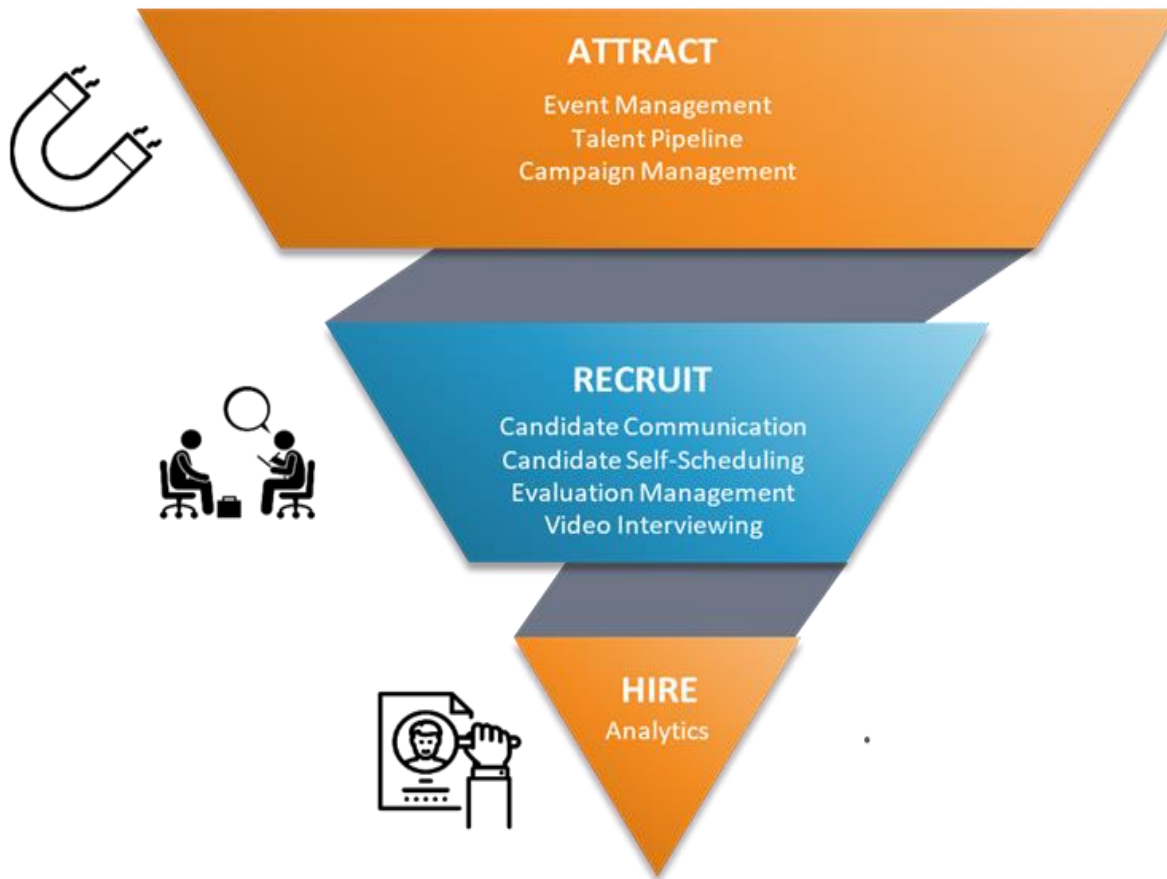 ATTRACT
Event Management
Talent Pipeline
Campaign Management
RECRUIT
Candidate Communication
Candidate Self-Scheduling
Evaluation Management
Video Interviewing
HIRE
Analytics